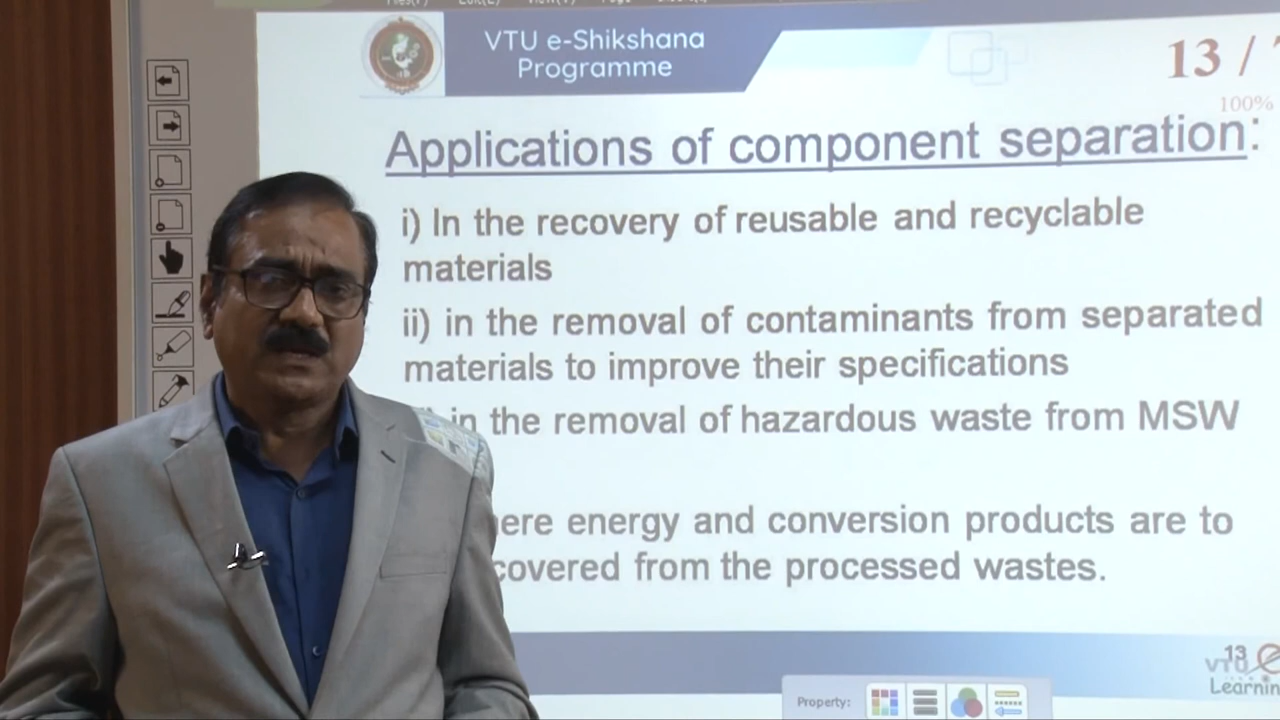 VTU e-Shikshana
Programme
13 /
100%
Applications of component separation:
i) In the recovery of reusable and recyclable
materials
ii) in the removal of contaminants from separated
materials to improve their specifications
in the removal of hazardous waste from MSW
ere energy and conversion products are to
covered from the processed wastes.
13
VTU e
Learnin
Property: